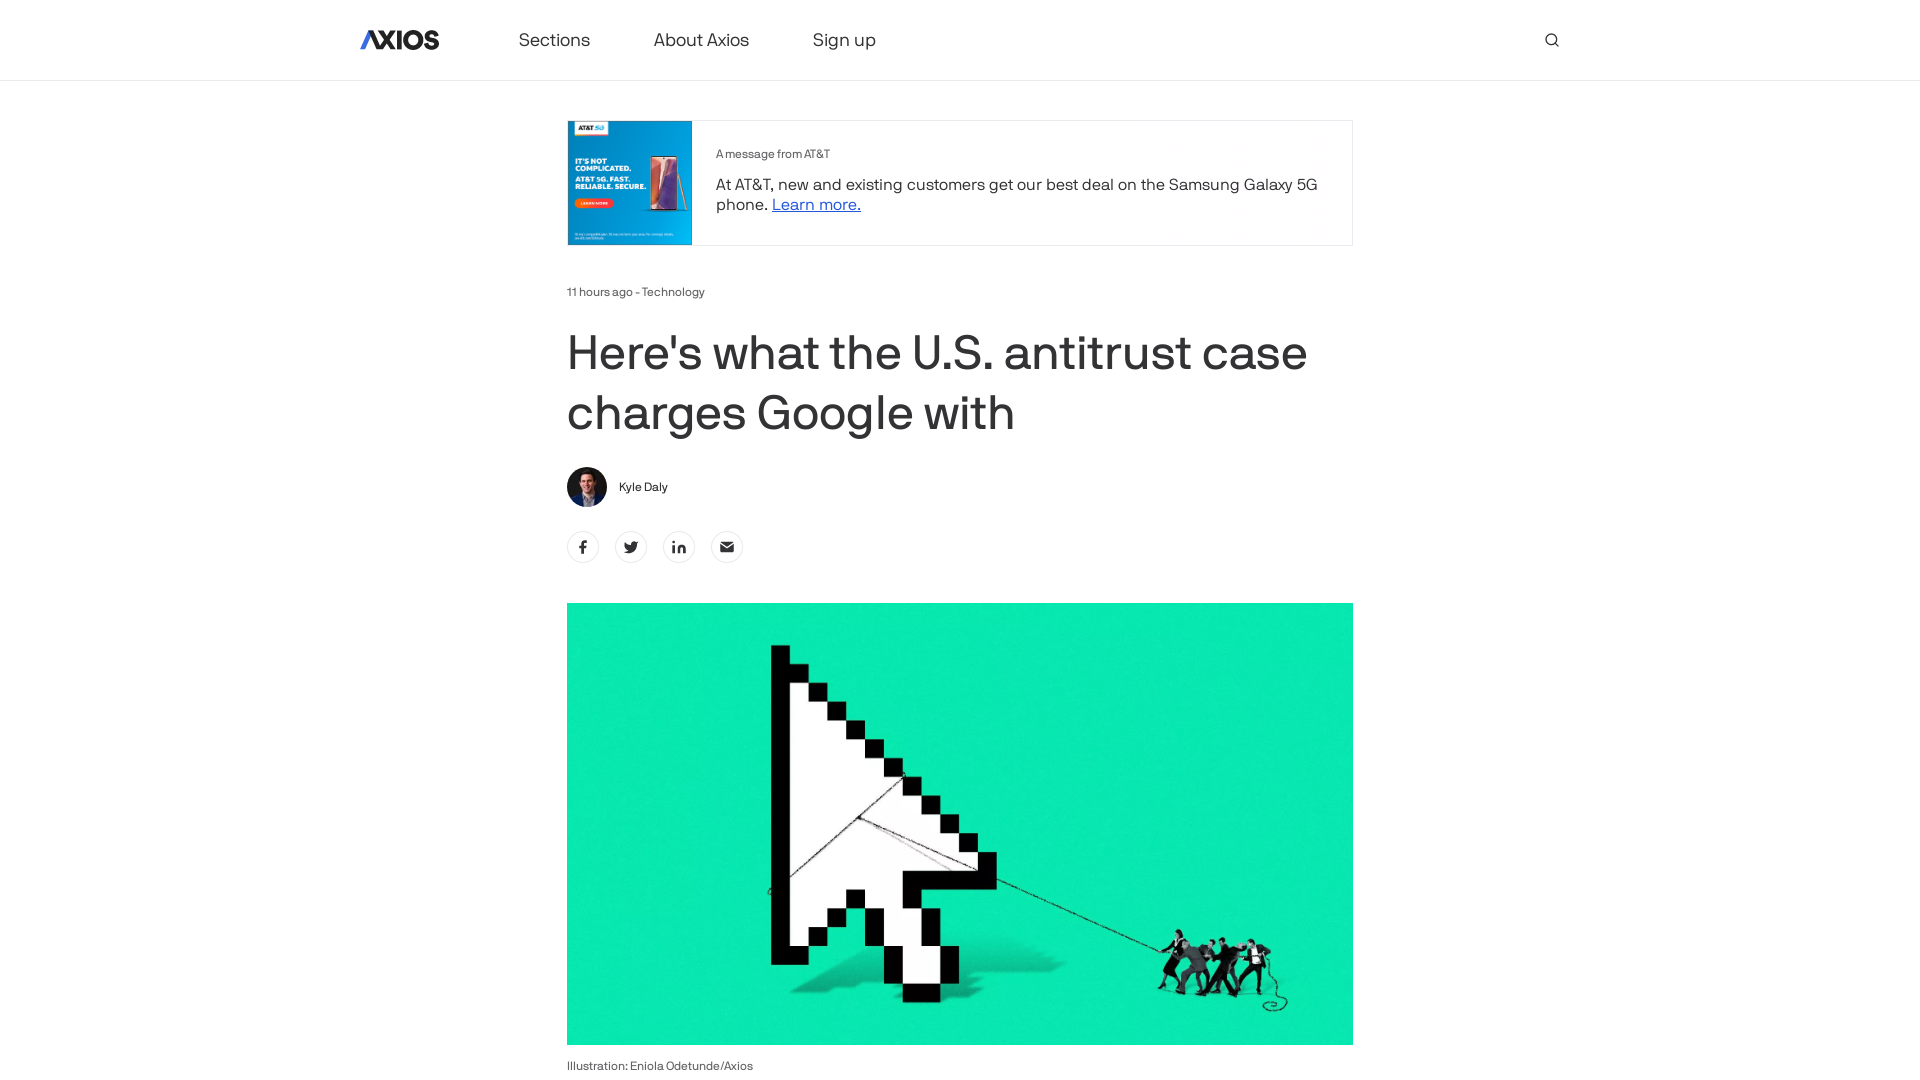 AXIOS
Sections
About Axios
Sign up
AT&T 5G
IT'S NOT
COMPLICATED.
AT&T 5G. FAST.
RELIABLE. SECURE.
LEARN MORE
A message from AT&T
At AT&T, new and existing customers get our best deal on the Samsung Galaxy 5G
phone. Learn more.
11 hours ago - Technology
Here's what the U.S. antitrust case
charges Google with
Kyle Daly
Illustration: Eniola Odetunde/Axios